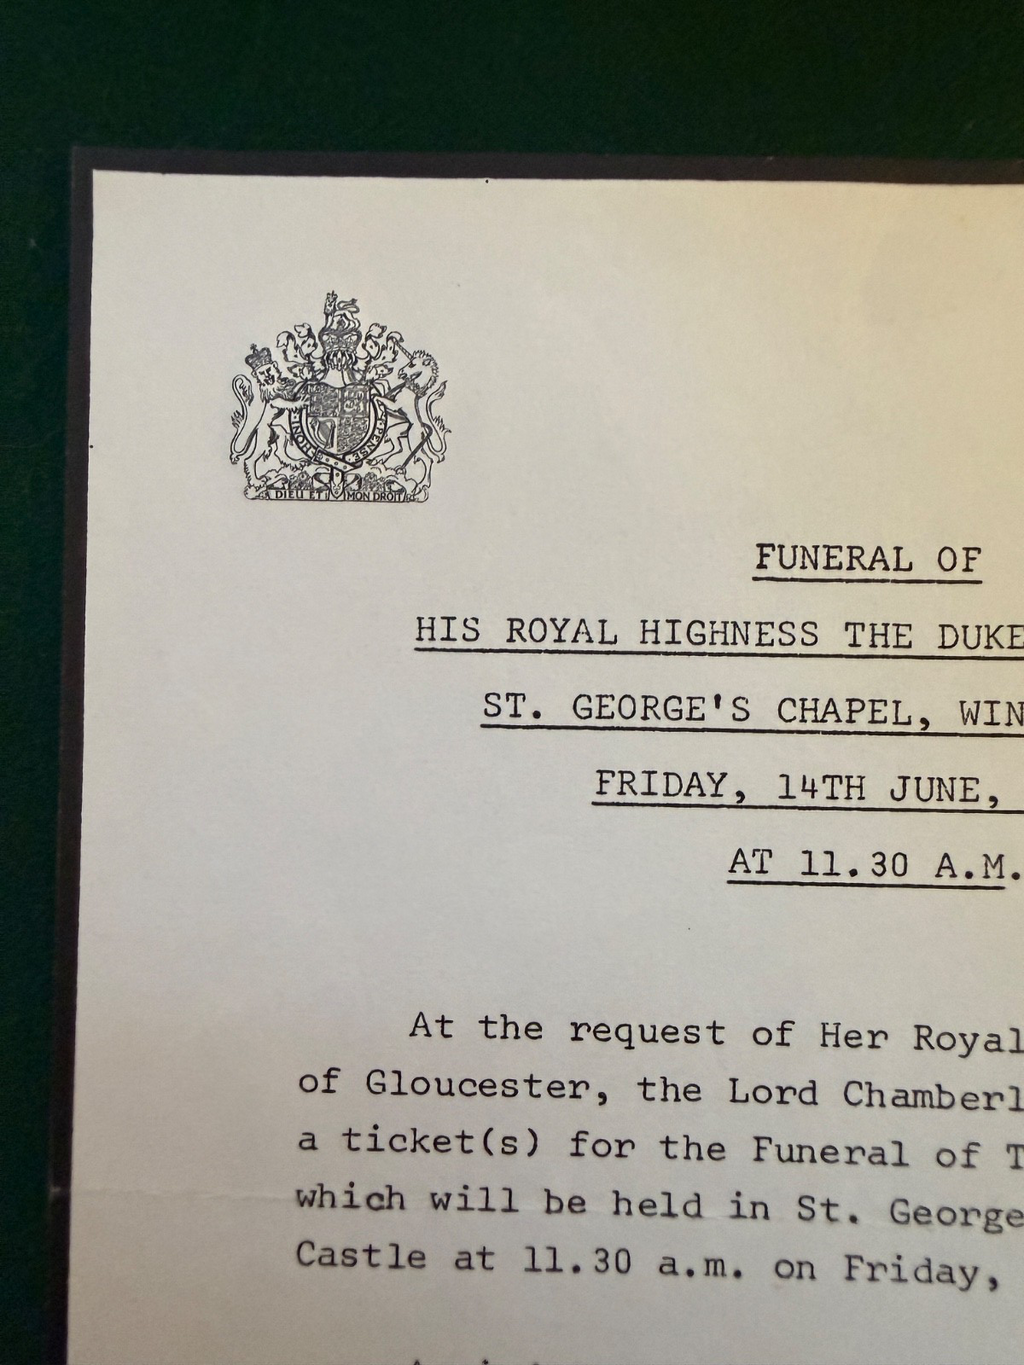 HONI
PENSE
DIEU ET MON DROIT
FUNERAL OF
HIS ROYAL HIGHNESS THE DUKE
ST. GEORGE'S CHAPEL, WIN
FRIDAY, 14TH JUNE,
AT 11.30 A.M.
At the request of Her Royal
of Gloucester, the Lord Chamberl
a ticket(s) for the Funeral of T
which will be held in St. George
Castle at 11.30 a.m. on Friday,